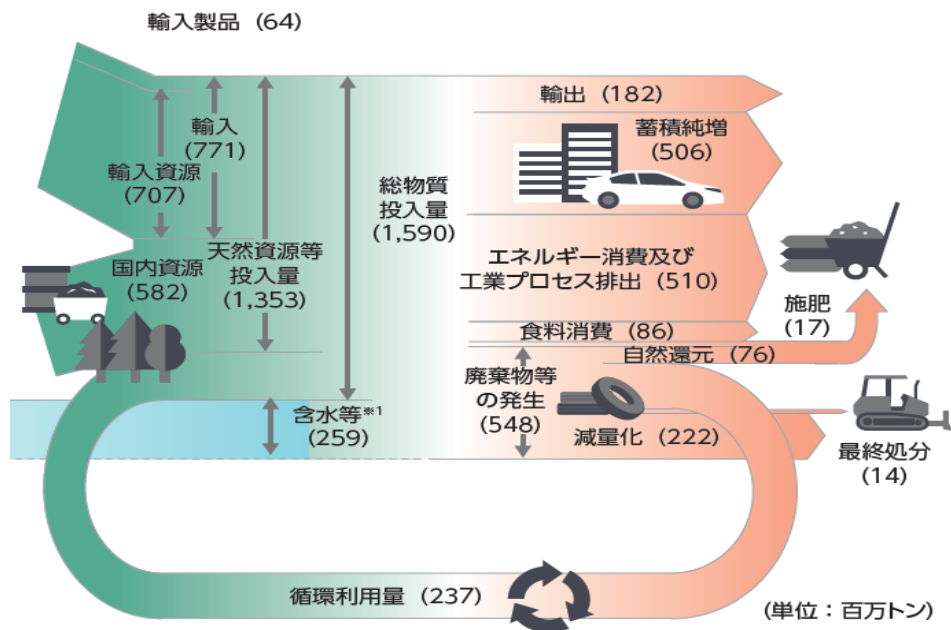 輸入製品 (64)
輸出 (182)
輸入
(771)
蓄積純増
(506)
輸入資源
(707)
総物質
投入量
(1,590)
国内資源
(582)
天然資源等
投入量
(1,353)
エネルギー消費及び
工業プロセス排出 (510)
施肥
(17)
食料消費 (86)
自然還元 (76)
廃棄物等
の発生
(548)
含水等※1
(259)
減量化 (222)
最終処分
(14)
循環利用量 (237)
(単位：百万トン)